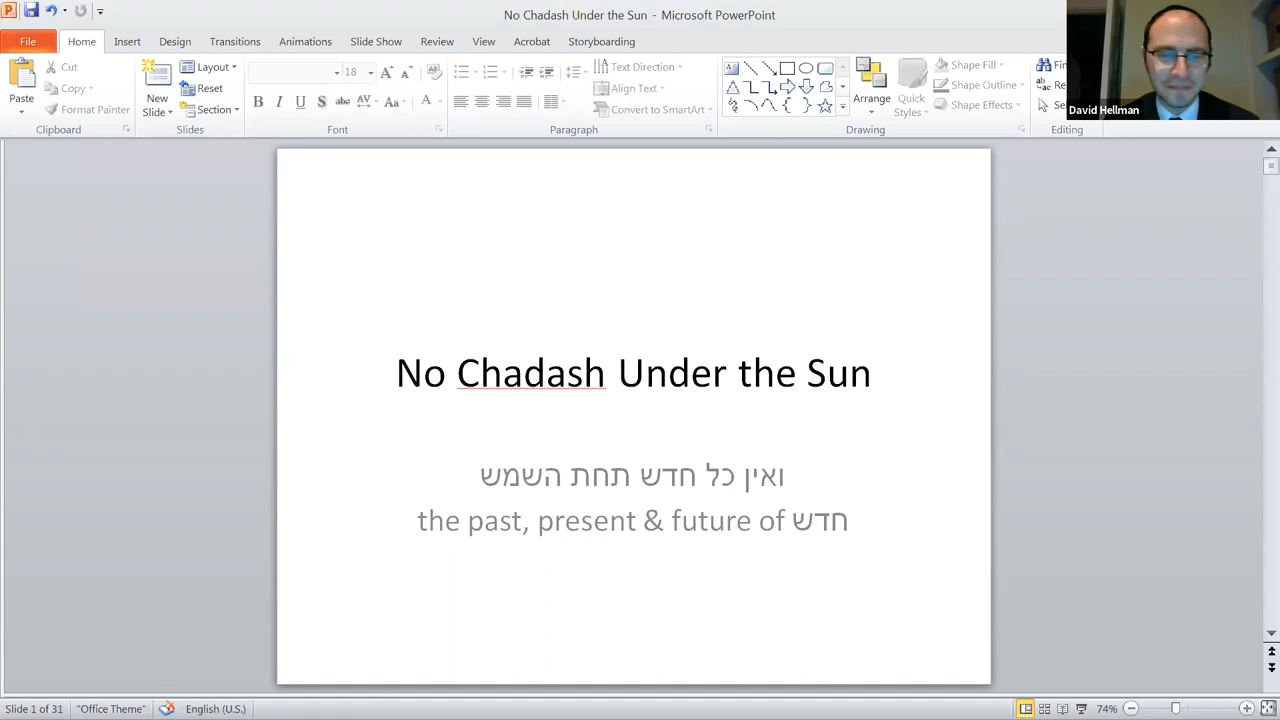 No Chadash Under the Sun - Microsoft PowerPoint
File Home Insert Design Transitions Animations Slide Show Review View Acrobat Storyboarding
Paste
Cut
Copy
Format Painter
New
Slide
Layout
Reset
Section
18
Text Direction
Align Text
Convert to SmartArt
Arrange
Quick
Styles
Shape Fill
Shape Outline
Shape Effects
David Hellman
Clipboard Slides Font Paragraph Drawing Editing
No Chadash Under the Sun
ואין כל חדש תחת השמש
the past, present & future of חדש
Slide 1 of 31 "Office Theme" English (U.S.) 74%